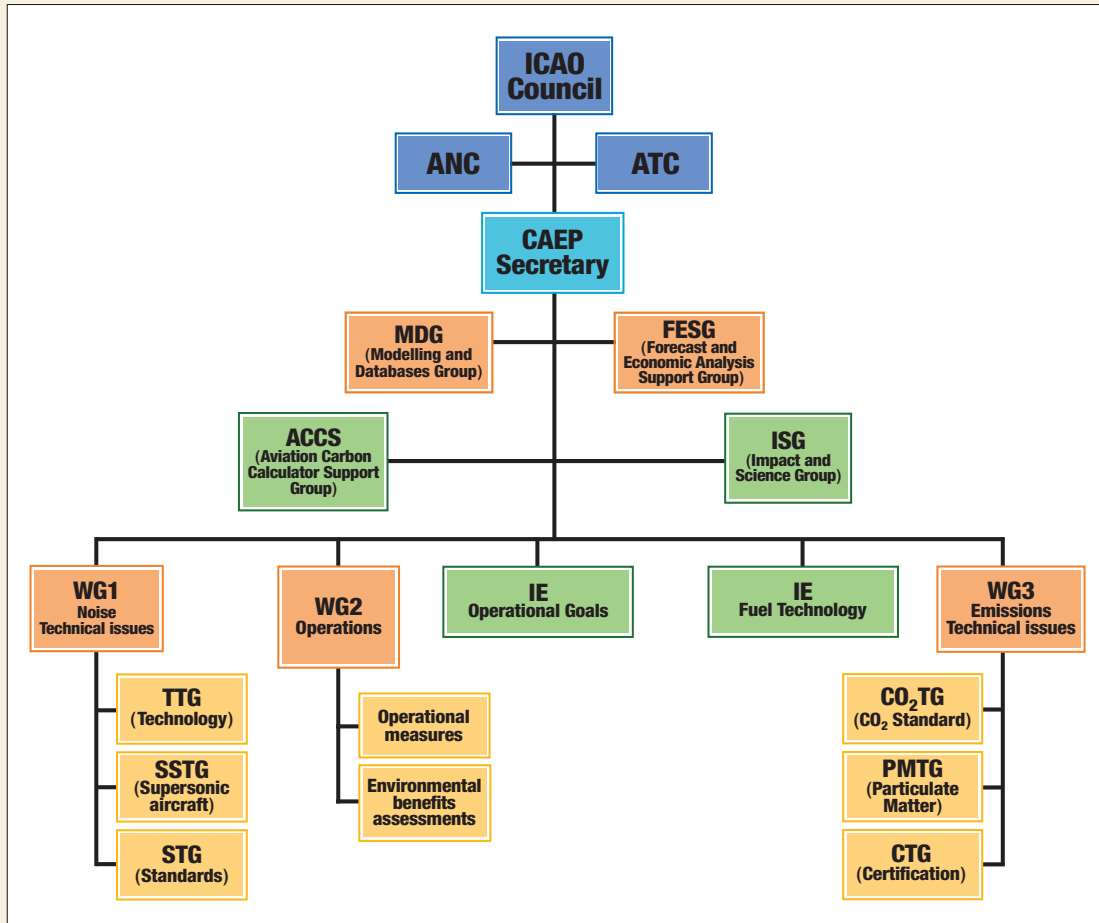 ICAO
Council
ANC
ATC
CAEP
Secretary
MDG
(Modelling and
Databases Group)
FESG
(Forecast and
Economic Analysis
Support Group)
ACCS
(Aviation Carbon
Calculator Support
Group)
ISG
(Impact and
Science Group)
WG1
Noise
Technical issues
WG2
Operations
IE
Operational Goals
IE
Fuel Technology
WG3
Emissions
Technical issues
TTG
(Technology)
SSTG
(Supersonic
aircraft)
STG
(Standards)
Operational
measures
Environmental
benefits
assessments
CO₂TG
(CO₂ Standard)
PMTG
(Particulate
Matter)
CTG
(Certification)